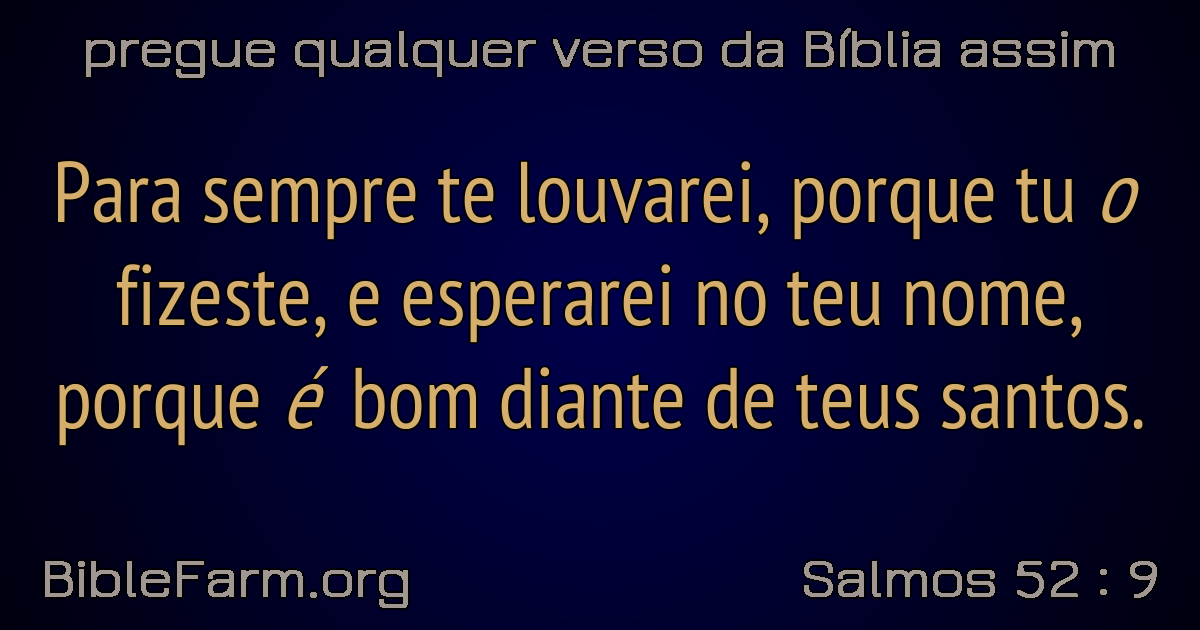 pregue qualquer verso da Bíblia assim
Para sempre te louvarei, porque tu o
fizeste, e esperarei no teu nome,
porque é bom diante de teus santos.
BibleFarm.org
Salmos 52 : 9